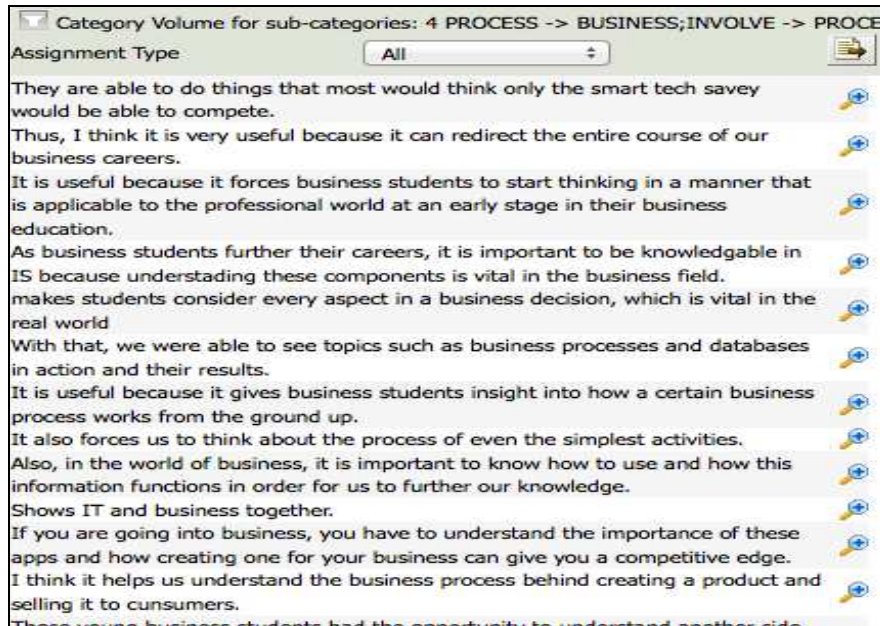 Category Volume for sub-categories: 4 PROCESS -> BUSINESS;INVOLVE -> PROCE
Assignment Type All
They are able to do things that most would think only the smart tech savey
would be able to compete.
Thus, I think it is very useful because it can redirect the entire course of our
business careers.
It is useful because it forces business students to start thinking in a manner that
is applicable to the professional world at an early stage in their business
education.
As business students further their careers, it is important to be knowledgable in
IS because understading these components is vital in the business field.
makes students consider every aspect in a business decision, which is vital in the
real world
With that, we were able to see topics such as business processes and databases
in action and their results.
It is useful because it gives business students insight into how a certain business
process works from the ground up.
It also forces us to think about the process of even the simplest activities.
Also, in the world of business, it is important to know how to use and how this
information functions in order for us to further our knowledge.
Shows IT and business together.
If you are going into business, you have to understand the importance of these
apps and how creating one for your business can give you a competitive edge.
I think it helps us understand the business process behind creating a product and
selling it to cunsumers.
These young business students had the opportunity to understand another side